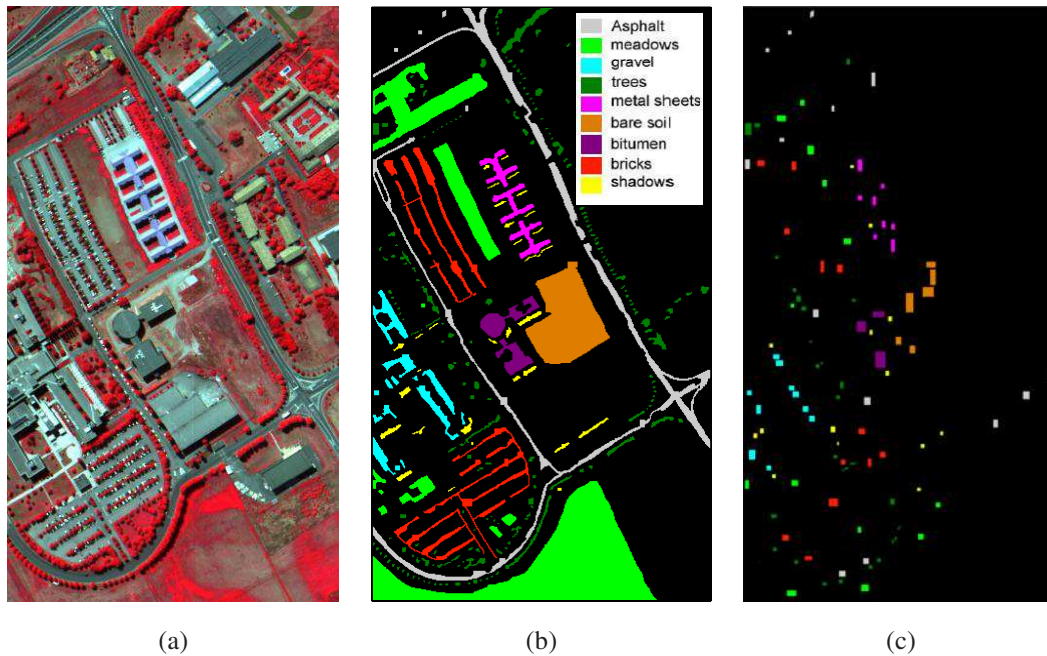 Asphalt
meadows
gravel
trees
metal sheets
bare soil
bitumen
bricks
shadows
(a)
(b)
(c)